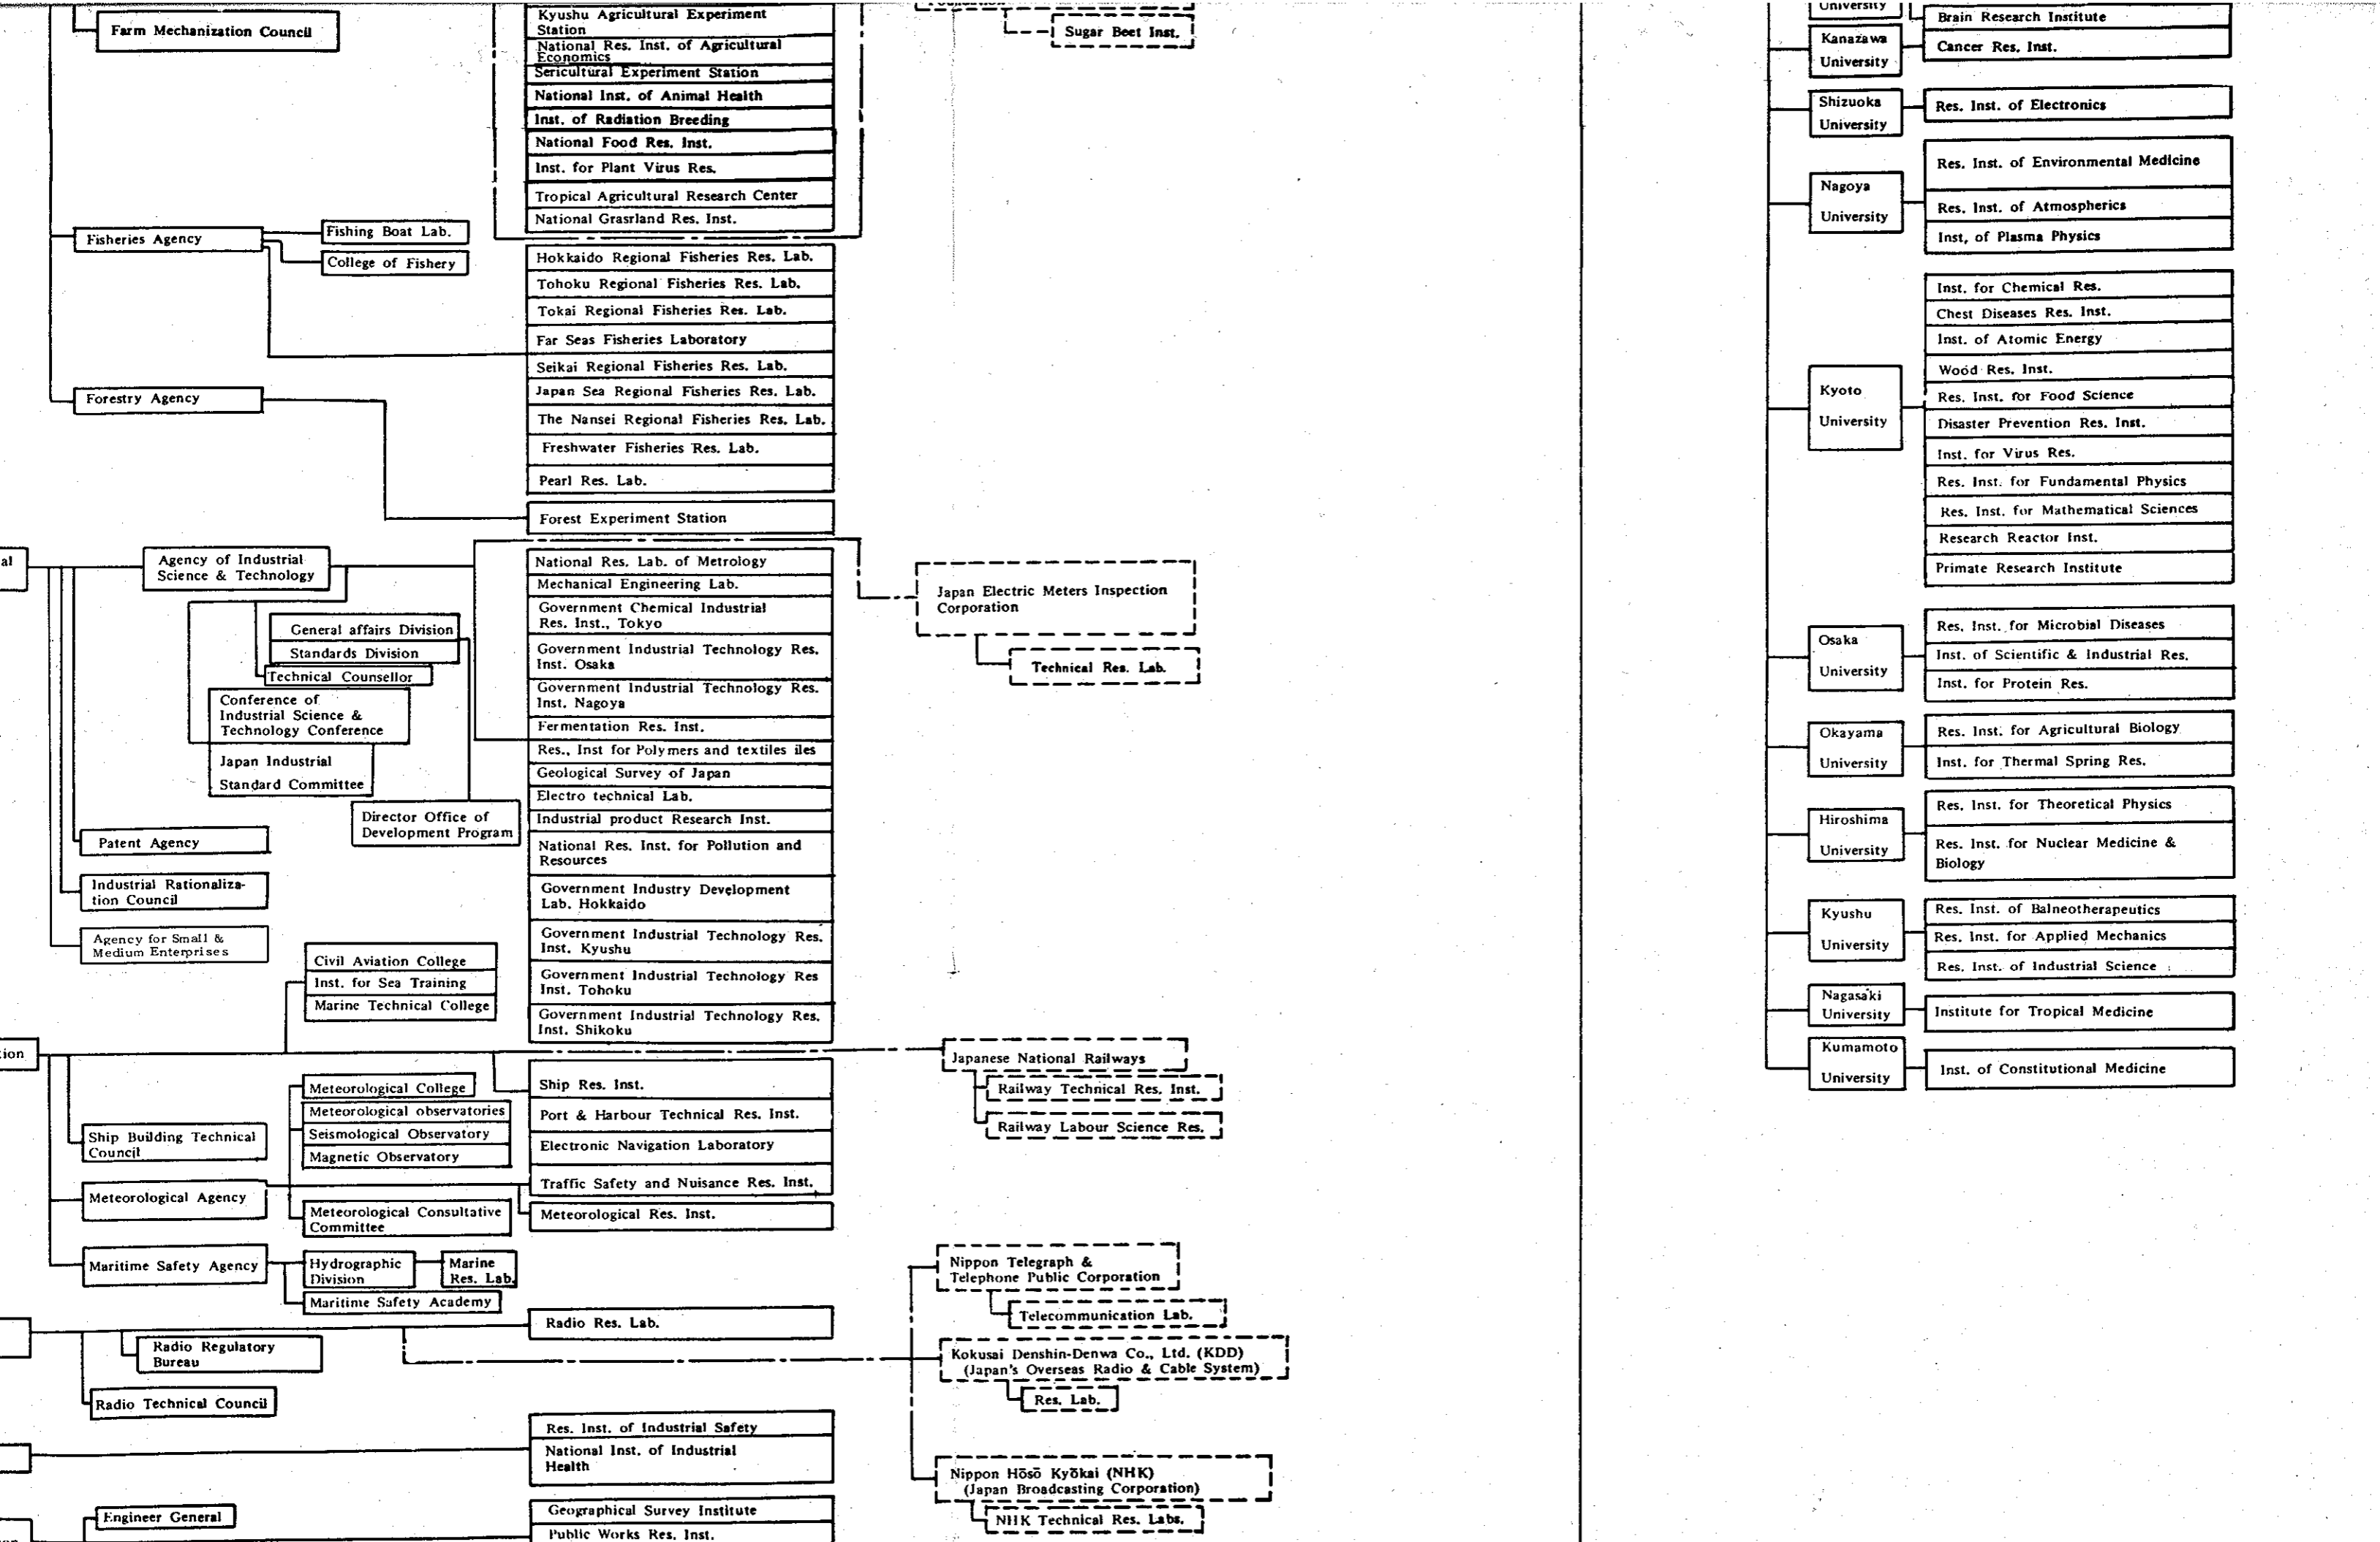 Farm Mechanization Council
Fisheries Agency
Fishing Boat Lab.
College of Fishery
Forestry Agency
al
Agency of Industrial
Science & Technology
General affairs Division
Standards Division
Technical Counsellor
Conference of
Industrial Science &
Technology Conference
Japan Industrial
Standard Committee
Director Office of
Development Program
Patent Agency
Industrial Rationaliza-
tion Council
Agency for Small &
Medium Enterprises
Civil Aviation College
Inst. for Sea Training
Marine Technical College
ion
Meteorological College
Meteorological observatories
Seismological Observatory
Magnetic Observatory
Ship Building Technical
Council
Meteorological Agency
Meteorological Consultative
Committee
Maritime Safety Agency
Hydrographic
Division
Marine
Res. Lab.
Maritime Safety Academy
Radio Regulatory
Bureau
Radio Technical Council
Engineer General
Kyushu Agricultural Experiment
Station
National Res. Inst. of Agricultural
Economics
Sericultural Experiment Station
National Inst. of Animal Health
Inst. of Radiation Breeding
National Food Res. Inst.
Inst. for Plant Virus Res.
Tropical Agricultural Research Center
National Grasrland Res. Inst.
Hokkaido Regional Fisheries Res. Lab.
Tohoku Regional Fisheries Res. Lab.
Tokai Regional Fisheries Res. Lab.
Far Seas Fisheries Laboratory
Seikai Regional Fisheries Res. Lab.
Japan Sea Regional Fisheries Res. Lab.
The Nansei Regional Fisheries Res. Lab.
Freshwater Fisheries Res. Lab.
Pearl Res. Lab.
Forest Experiment Station
National Res. Lab. of Metrology
Mechanical Engineering Lab.
Government Chemical Industrial
Res. Inst., Tokyo
Government Industrial Technology Res.
Inst. Osaka
Government Industrial Technology Res.
Inst. Nagoya
Fermentation Res. Inst.
Res., Inst for Polymers and textiles iles
Geological Survey of Japan
Electro technical Lab.
Industrial product Research Inst.
National Res. Inst. for Pollution and
Resources
Government Industry Development
Lab. Hokkaido
Government Industrial Technology Res.
Inst. Kyushu
Government Industrial Technology Res
Inst. Tohoku
Government Industrial Technology Res.
Inst. Shikoku
Ship Res. Inst.
Port & Harbour Technical Res. Inst.
Electronic Navigation Laboratory
Traffic Safety and Nuisance Res. Inst.
Meteorological Res. Inst.
Radio Res. Lab.
Res. Inst. of Industrial Safety
National Inst. of Industrial
Health
Geographical Survey Institute
Public Works Res. Inst.
Sugar Beet Inst.
Japan Electric Meters Inspection
Corporation
Technical Res. Lab.
Japanese National Railways
Railway Technical Res. Inst.
Railway Labour Science Res.
Nippon Telegraph &
Telephone Public Corporation
Telecommunication Lab.
Kokusai Denshin-Denwa Co., Ltd. (KDD)
(Japan's Overseas Radio & Cable System)
Res. Lab.
Nippon Hōsō Kyōkai (NHK)
(Japan Broadcasting Corporation)
NHK Technical Res. Labs.
University
Brain Research Institute
Kanazawa
University
Cancer Res. Inst.
Shizuoka
University
Res. Inst. of Electronics
Nagoya
University
Res. Inst. of Environmental Medicine
Res. Inst. of Atmospherics
Inst. of Plasma Physics
Kyoto
University
Inst. for Chemical Res.
Chest Diseases Res. Inst.
Inst. of Atomic Energy
Wood Res. Inst.
Res. Inst. for Food Science
Disaster Prevention Res. Inst.
Inst. for Virus Res.
Res. Inst. for Fundamental Physics
Res. Inst. for Mathematical Sciences
Research Reactor Inst.
Primate Research Institute
Osaka
University
Res. Inst. for Microbial Diseases
Inst. of Scientific & Industrial Res.
Inst. for Protein Res.
Okayama
University
Res. Inst. for Agricultural Biology
Inst. for Thermal Spring Res.
Hiroshima
University
Res. Inst. for Theoretical Physics
Res. Inst. for Nuclear Medicine &
Biology
Kyushu
University
Res. Inst. of Balneotherapeutics
Res. Inst. for Applied Mechanics
Res. Inst. of Industrial Science
Nagasaki
University
Institute for Tropical Medicine
Kumamoto
University
Inst. of Constitutional Medicine